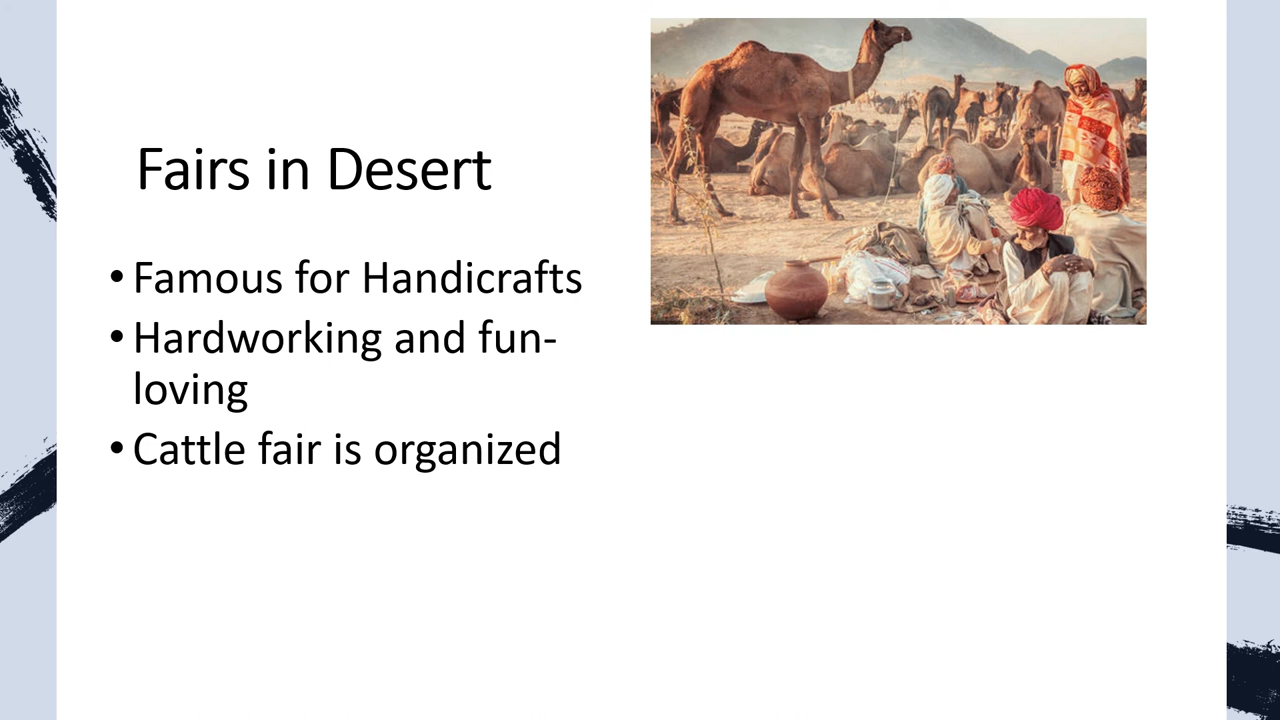 Fairs in Desert
• Famous for Handicrafts
• Hardworking and fun-
loving
• Cattle fair is organized